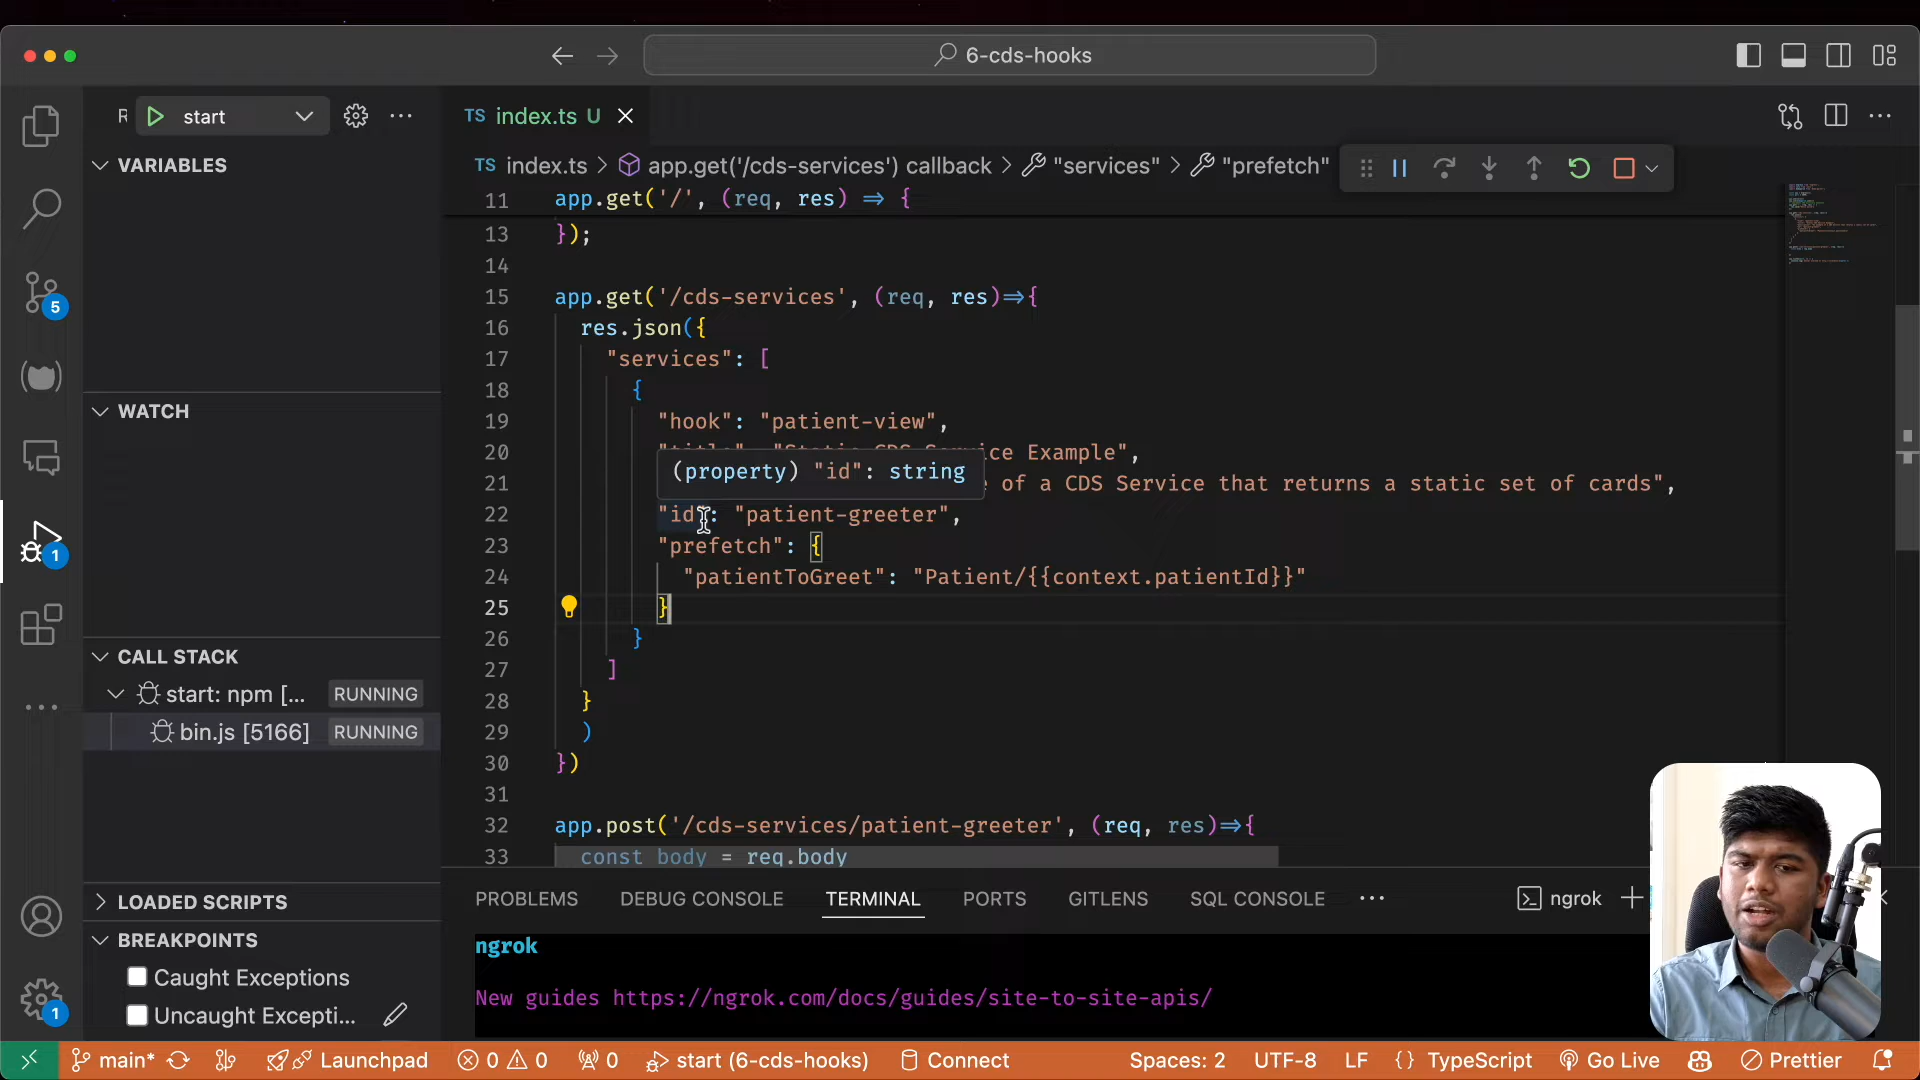 6-cds-hooks
R start
TS index.ts U
VARIABLES
TS index.ts > app.get('/cds-services') callback > "services" > "prefetch"
11 app.get('/', (req, res) => {
13 });
14
15 app.get('/cds-services', (req, res)=>{
16 res.json({
17 "services": [
18 {
19 "hook": "patient-view",
20 "title": "Static CDS Service Example",
(property) "id": string
21 of a CDS Service that returns a static set of cards",
22 "id": "patient-greeter",
23 "prefetch": {
24 "patientToGreet": "Patient/{{context.patientId}}"
25 }
26 }
27 ]
28 }
29 )
30 })
31
32 app.post('/cds-services/patient-greeter', (req, res)=>{
33 const body = req.body
5
1
WATCH
CALL STACK
start: npm [... RUNNING
bin.js [5166] RUNNING
LOADED SCRIPTS
BREAKPOINTS
Caught Exceptions
Uncaught Excepti...
1
PROBLEMS DEBUG CONSOLE TERMINAL PORTS GITLENS SQL CONSOLE ... ngrok
ngrok
New guides https://ngrok.com/docs/guides/site-to-site-apis/
main* Launchpad 0 0 0 start (6-cds-hooks) Connect Spaces: 2 UTF-8 LF {} TypeScript Go Live Prettier